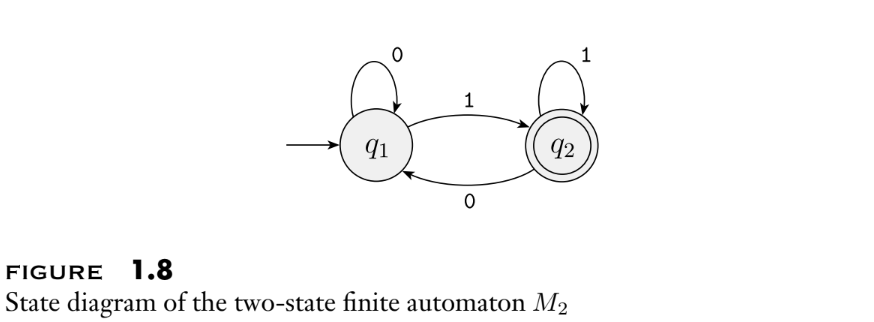 0
1
1
q1
q2
0
FIGURE 1.8
State diagram of the two-state finite automaton M2